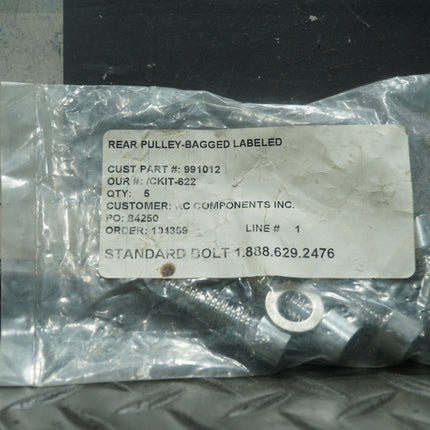 REAR PULLEY-BAGGED LABELED
CUST PART #: 991012
OUR #: /CKIT-622
QTY: 5
CUSTOMER: RC COMPONENTS INC.
PO: 84250
ORDER: LINE # 1
STANDARD BOLT 1.888.629.2476